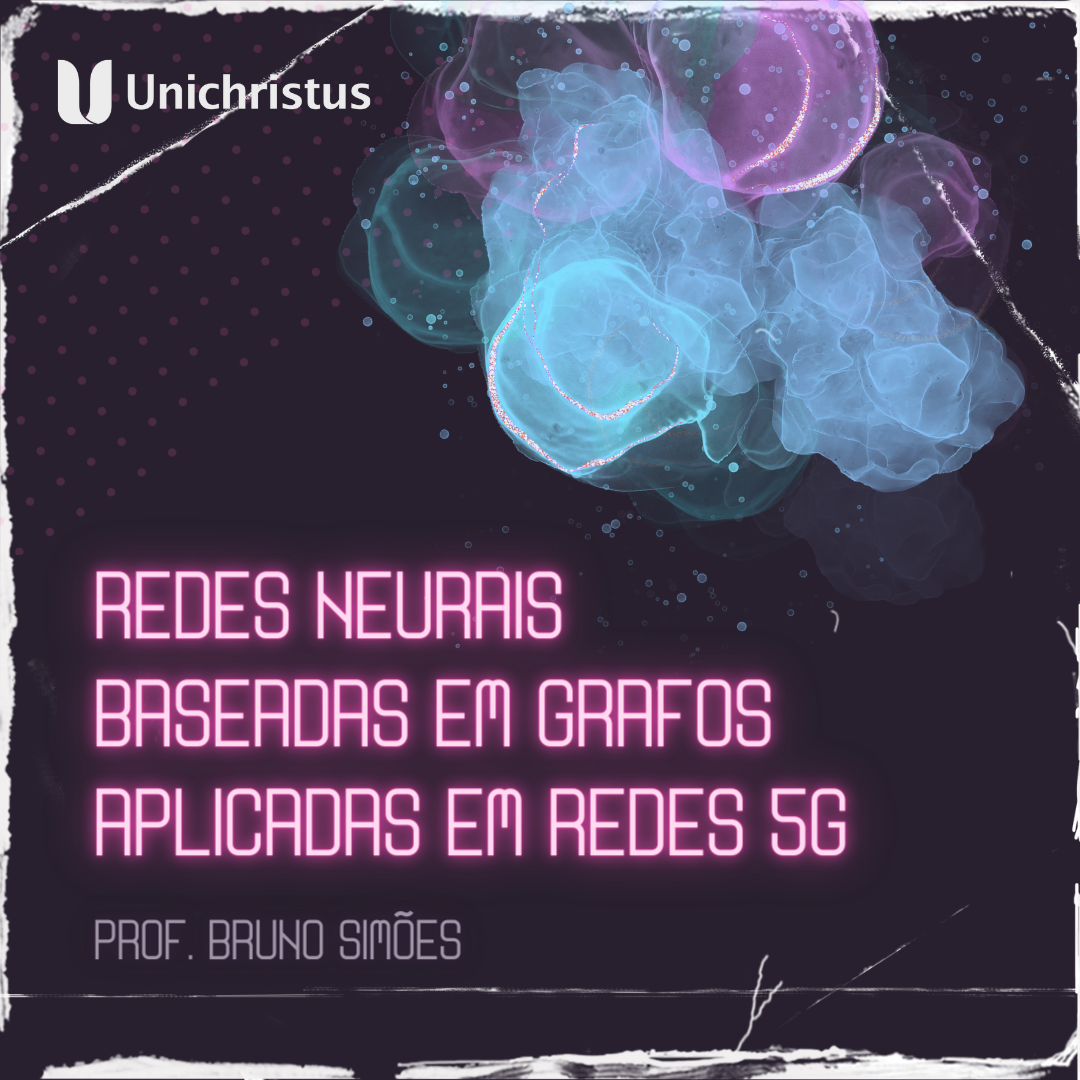 Unichristus
REDES NEURAIS
BASEADAS EM GRAFOS
APLICADAS EM REDES 5G
PROF. BRUNO SIMÕES